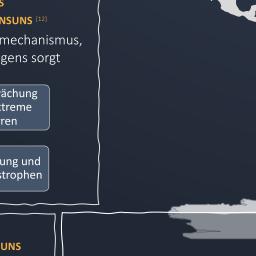 NSUNS [12]
mechanismus,
gens sorgt
ächung
treme
ren
ung und
strophen
UNS